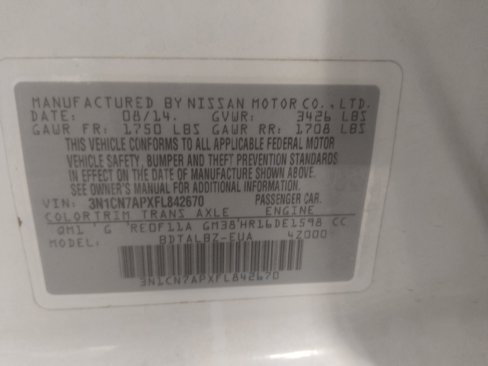 MANUFACTURED BY NISSAN MOTOR CO., LTD.
DATE: 08/14. GVWR: 3426 LBS
GAWR FR: 1750 LBS GAWR RR: 1708 LBS
THIS VEHICLE CONFORMS TO ALL APPLICABLE FEDERAL MOTOR
VEHICLE SAFETY, BUMPER AND THEFT PREVENTION STANDARDS
IN EFFECT ON THE DATE OF MANUFACTURE SHOWN ABOVE.
SEE OWNER'S MANUAL FOR ADDITIONAL INFORMATION.
VIN: 3N1CN7APXFL842670 PASSENGER CAR.
COLOR TRIM TRANS AXLE ENGINE
QM1 G RE0F11A GM38 HR16DE 1598 CC
MODEL: BDTALBZ-EUA 42000
3N1CN7APXFL842670